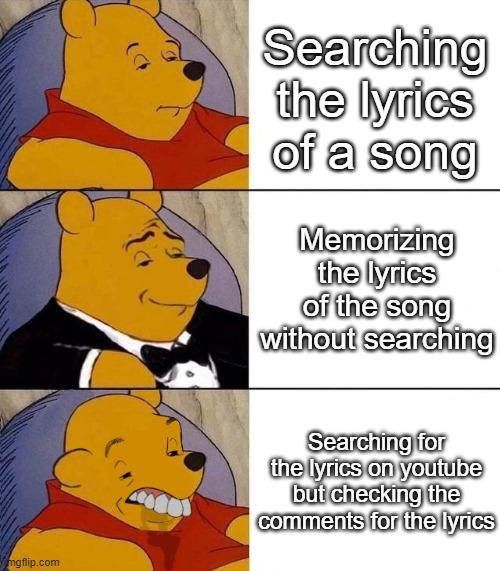 Searching
the lyrics
of a song
Memorizing
the lyrics
of the song
without searching
Searching for
the lyrics on youtube
but checking the
comments for the lyrics
imgflip.com